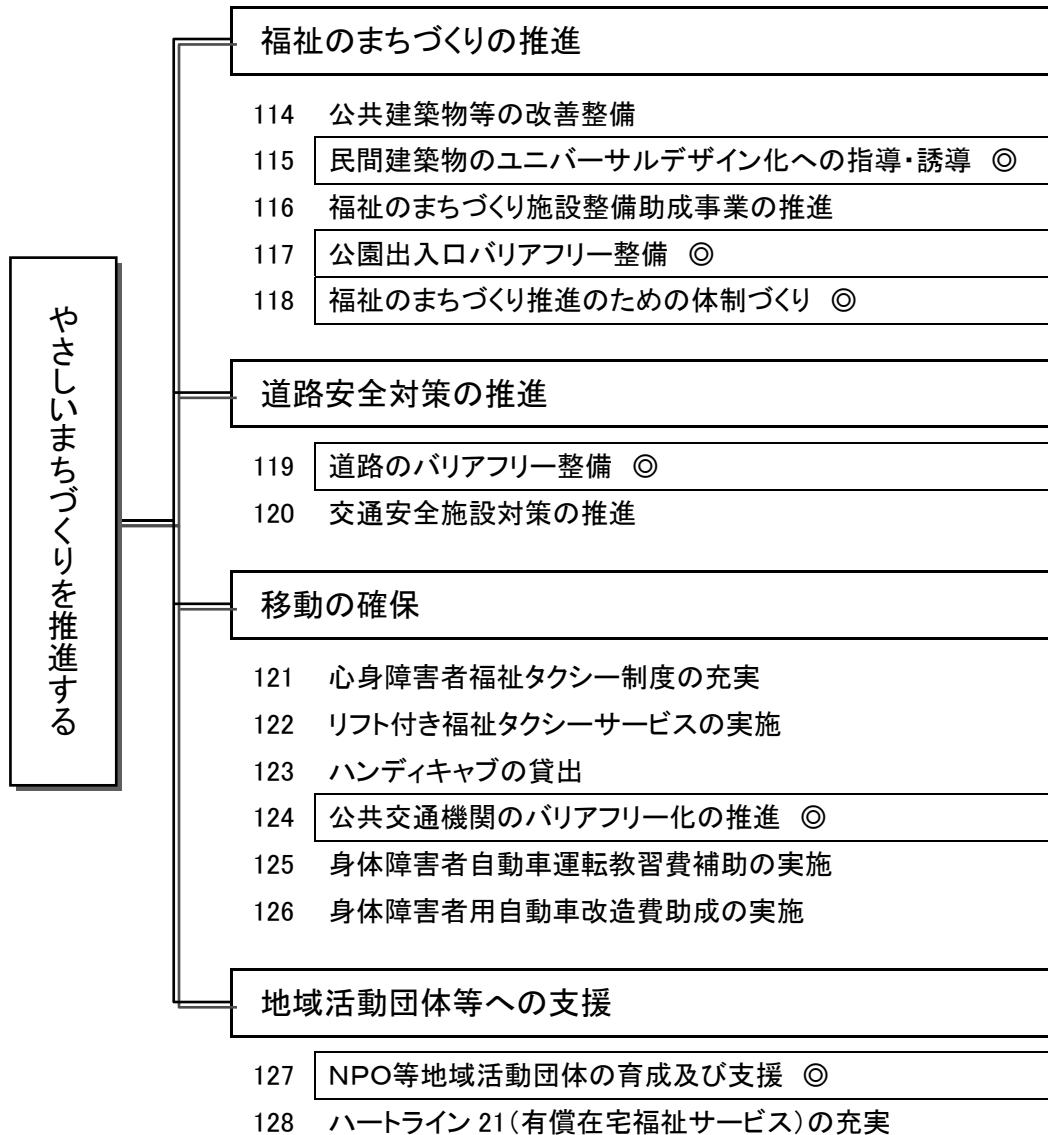 やさしいまちづくりを推進する
福祉のまちづくりの推進
114 公共建築物等の改善整備
115 民間建築物のユニバーサルデザイン化への指導・誘導 ◎
116 福祉のまちづくり施設整備助成事業の推進
117 公園出入口バリアフリー整備 ◎
118 福祉のまちづくり推進のための体制づくり ◎
道路安全対策の推進
119 道路のバリアフリー整備 ◎
120 交通安全施設対策の推進
移動の確保
121 心身障害者福祉タクシー制度の充実
122 リフト付き福祉タクシーサービスの実施
123 ハンディキャブの貸出
124 公共交通機関のバリアフリー化の推進 ◎
125 身体障害者自動車運転教習費補助の実施
126 身体障害者用自動車改造費助成の実施
地域活動団体等への支援
127 NPO等地域活動団体の育成及び支援 ◎
128 ハートライン21(有償在宅福祉サービス)の充実